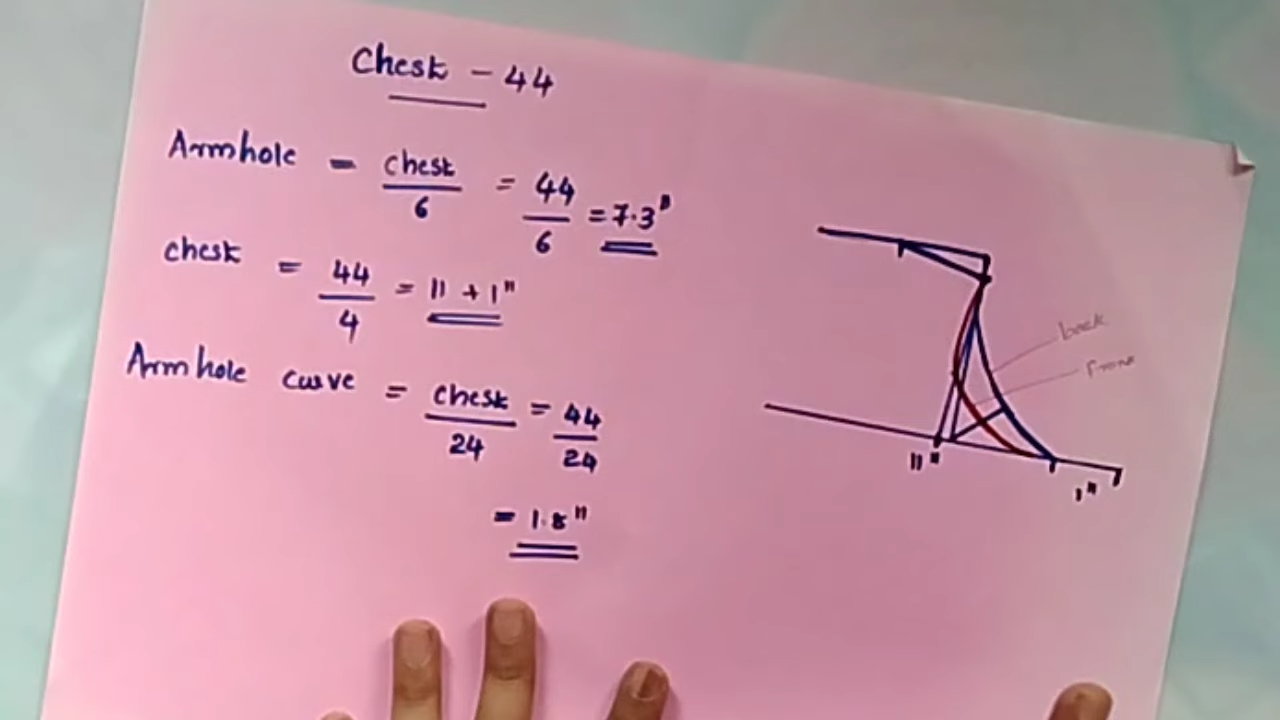 Chest - 44
Armhole = chest/6 = 44/6 = 7.3"
chest = 44/4 = 11 + 1"
Armhole curve = chest/24 = 44/24
= 1.8"
back
Front
11"
1"